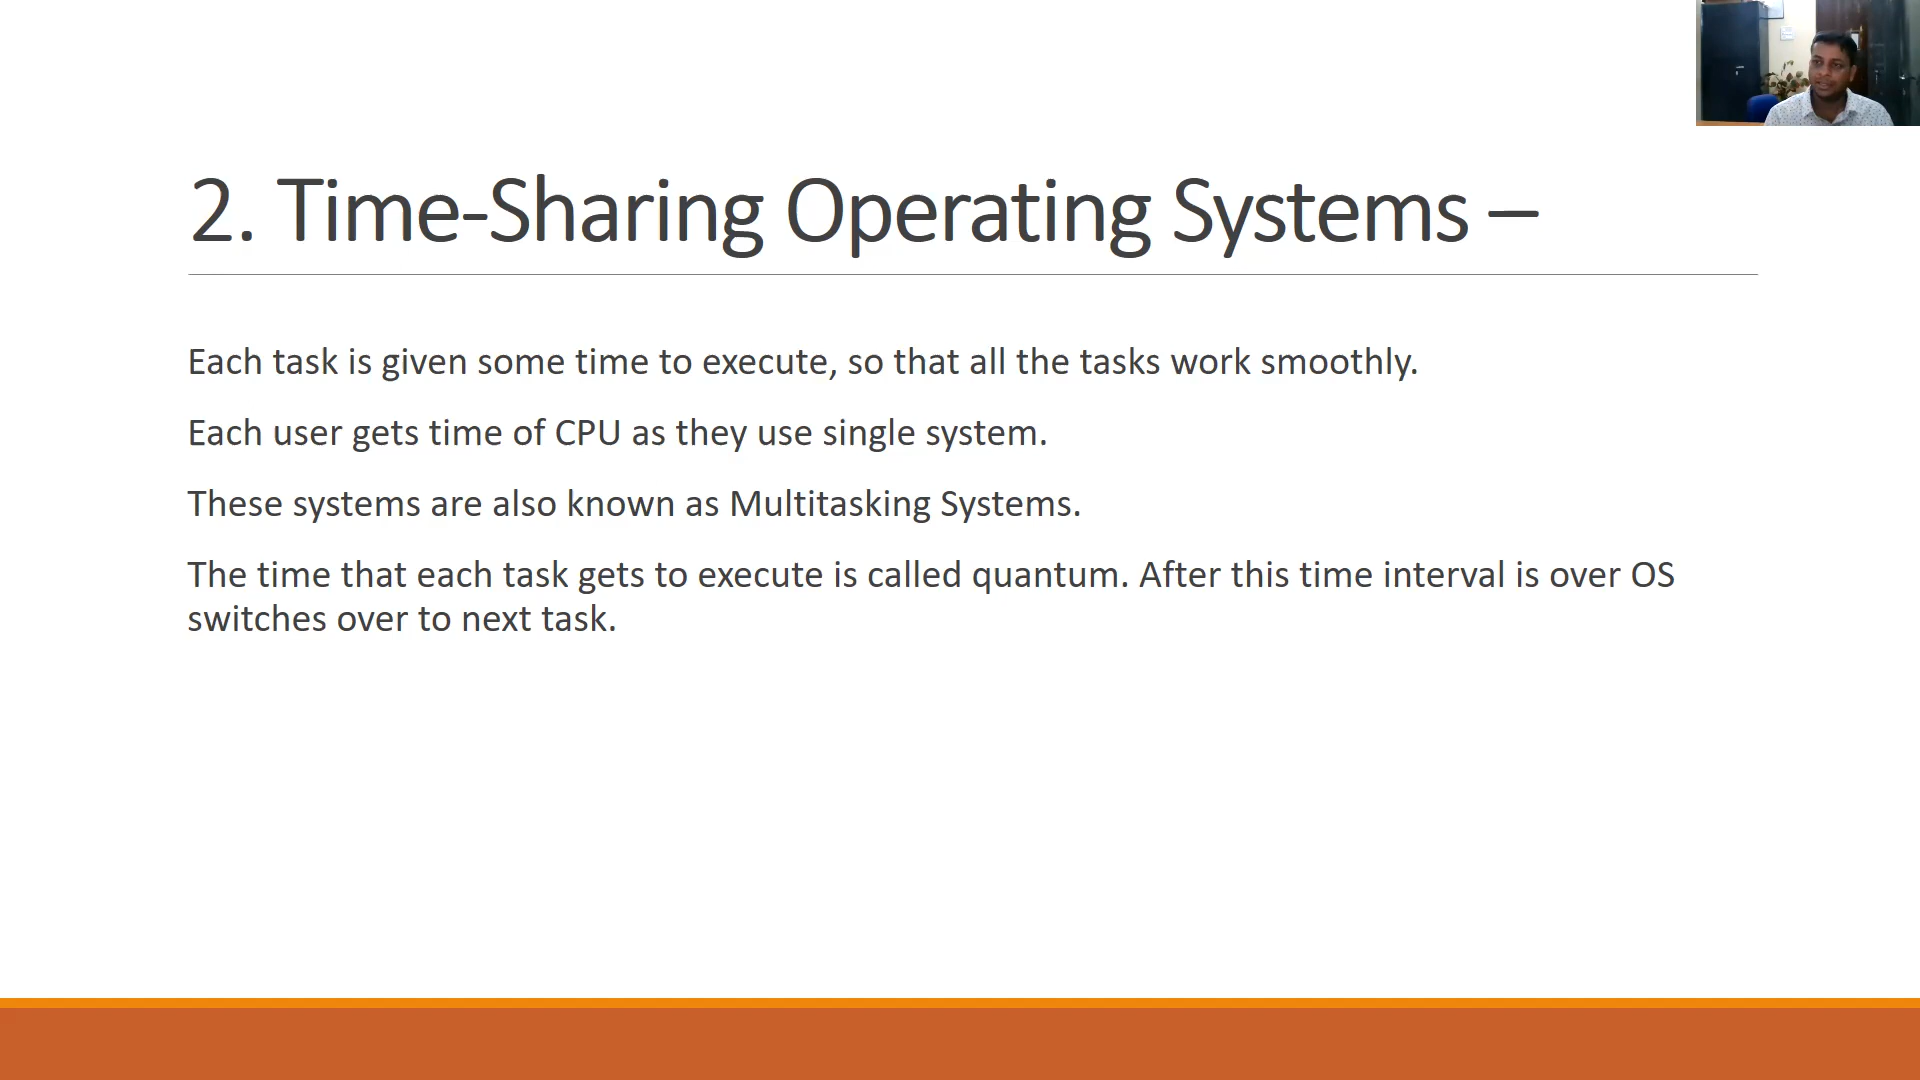 2. Time-Sharing Operating Systems –
Each task is given some time to execute, so that all the tasks work smoothly.
Each user gets time of CPU as they use single system.
These systems are also known as Multitasking Systems.
The time that each task gets to execute is called quantum. After this time interval is over OS
switches over to next task.